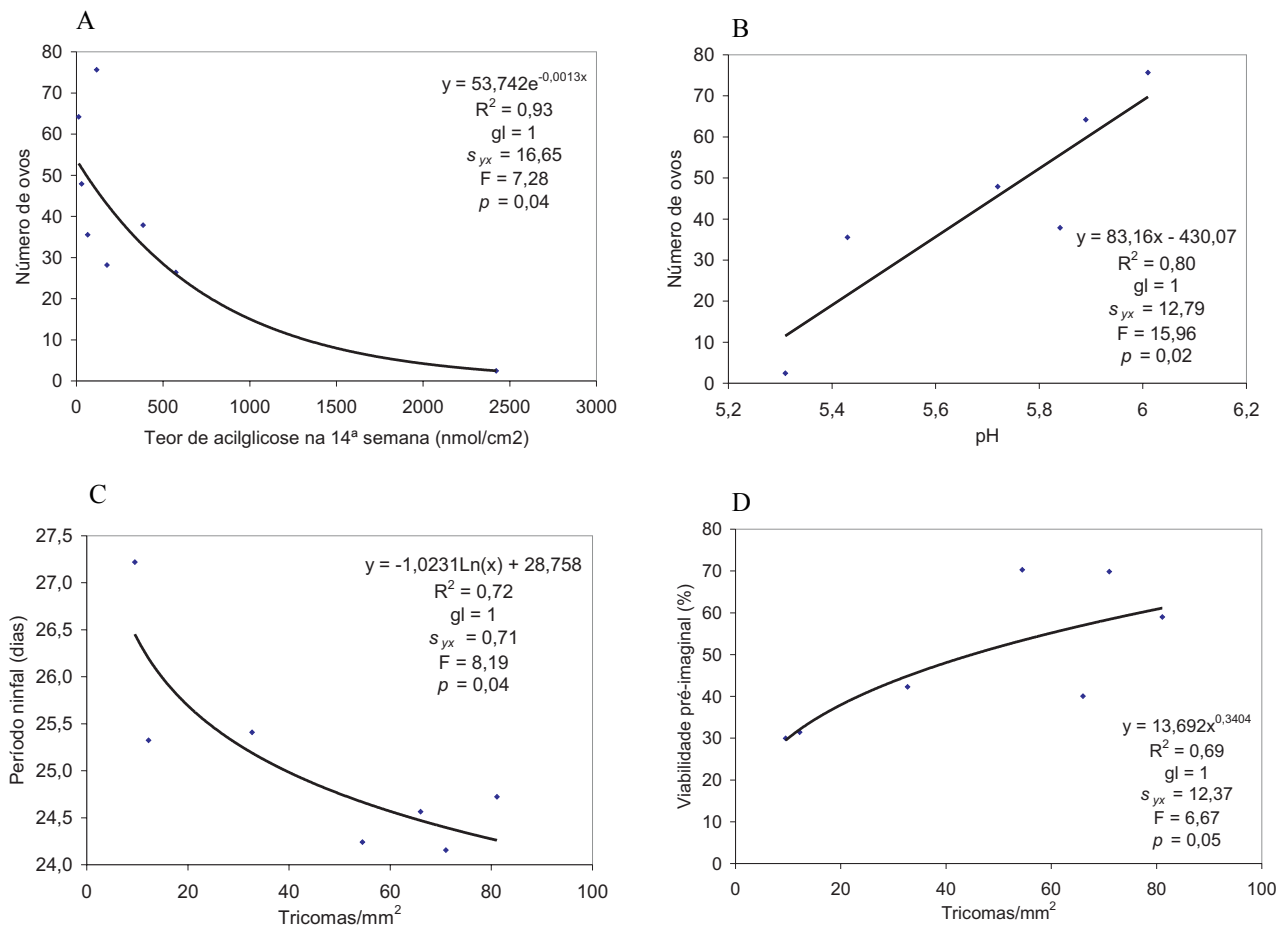 A
80
70
60
50
40
30
20
10
0
0 500 1000 1500 2000 2500 3000
Número de ovos
Teor de acilglicose na 14ª semana (nmol/cm2)
y = 53,742e^-0,0013x
R² = 0,93
gl = 1
s yx = 16,65
F = 7,28
p = 0,04
B
80
70
60
50
40
30
20
10
0
5,2 5,4 5,6 5,8 6 6,2
Número de ovos
pH
y = 83,16x - 430,07
R² = 0,80
gl = 1
s yx = 12,79
F = 15,96
p = 0,02
C
27,5
27,0
26,5
26,0
25,5
25,0
24,5
24,0
0 20 40 60 80 100
Período ninfal (dias)
Tricomas/mm²
y = -1,0231Ln(x) + 28,758
R² = 0,72
gl = 1
s yx = 0,71
F = 8,19
p = 0,04
D
80
70
60
50
40
30
20
10
0
0 20 40 60 80 100
Viabilidade pré-imaginal (%)
Tricomas/mm²
y = 13,692x^0,3404
R² = 0,69
gl = 1
s yx = 12,37
F = 6,67
p = 0,05